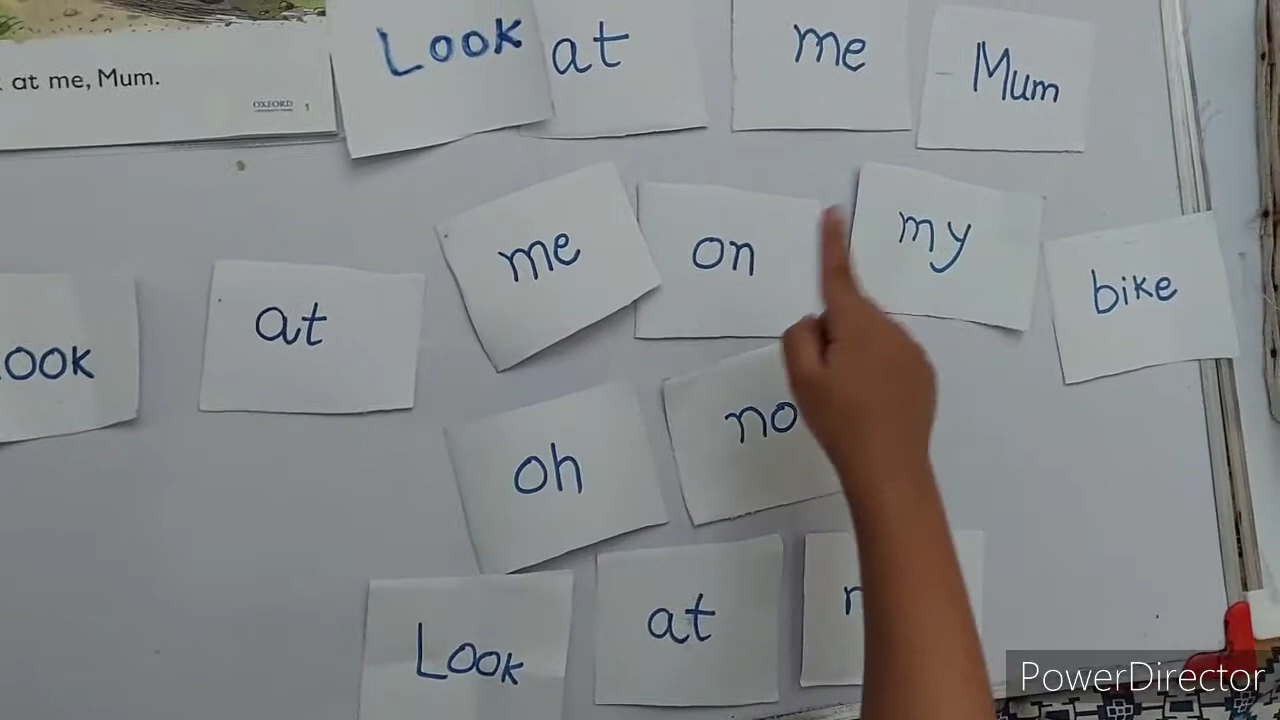 at me, Mum.
OXFORD
1
Look at me Mum
ook at me on my bike
oh no
Look at
PowerDirector